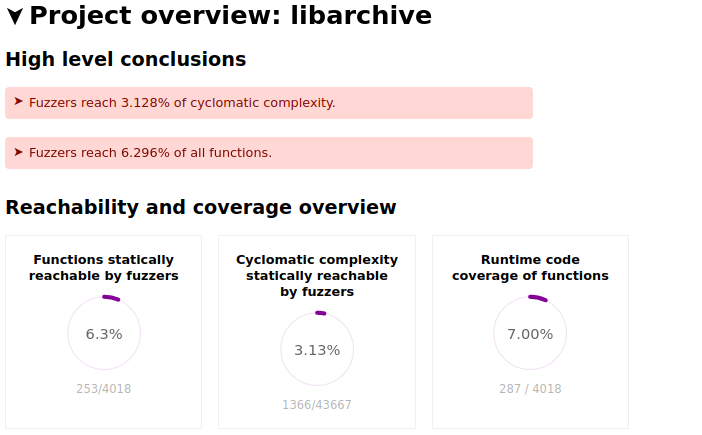 Project overview: libarchive
High level conclusions
Fuzzers reach 3.128% of cyclomatic complexity.
Fuzzers reach 6.296% of all functions.
Reachability and coverage overview
Functions statically
reachable by fuzzers
6.3%
253/4018
Cyclomatic complexity
statically reachable
by fuzzers
3.13%
1366/43667
Runtime code
coverage of functions
7.00%
287 / 4018